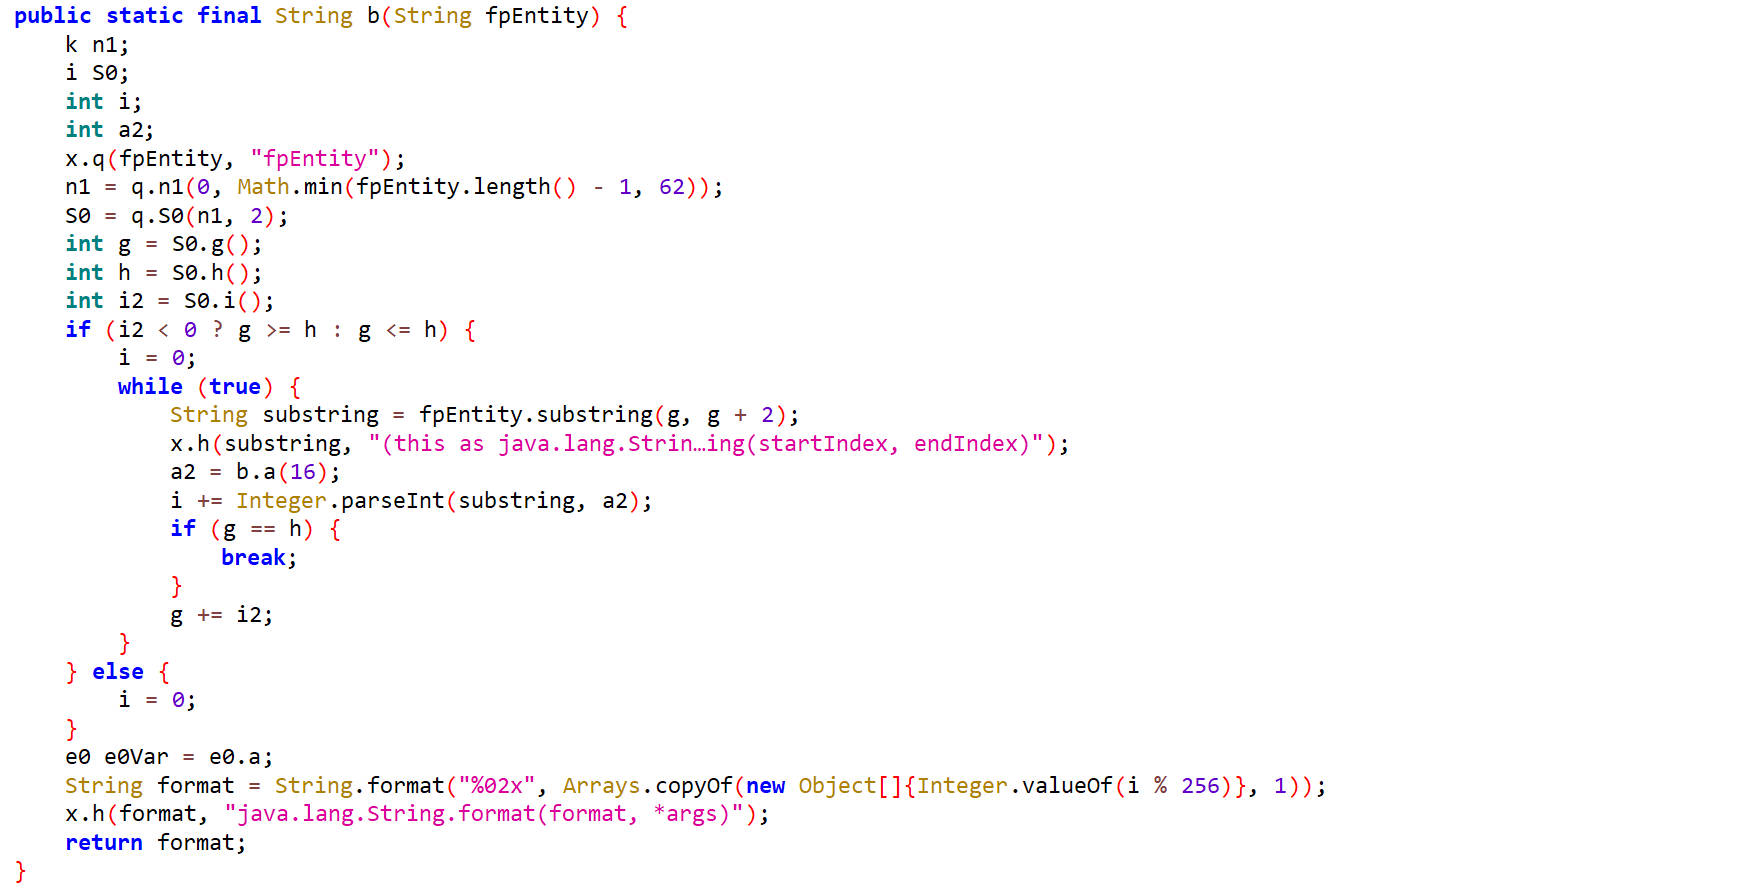 public static final String b(String fpEntity) {
    k n1;
    i S0;
    int i;
    int a2;
    x.q(fpEntity, "fpEntity");
    n1 = q.n1(0, Math.min(fpEntity.length() - 1, 62));
    S0 = q.S0(n1, 2);
    int g = S0.g();
    int h = S0.h();
    int i2 = S0.i();
    if (i2 < 0 ? g >= h : g <= h) {
        i = 0;
        while (true) {
            String substring = fpEntity.substring(g, g + 2);
            x.h(substring, "(this as java.lang.Strin…ing(startIndex, endIndex)");
            a2 = b.a(16);
            i += Integer.parseInt(substring, a2);
            if (g == h) {
                break;
            }
            g += i2;
        }
    } else {
        i = 0;
    }
    e0 e0Var = e0.a;
    String format = String.format("%02x", Arrays.copyOf(new Object[]{Integer.valueOf(i % 256)}, 1));
    x.h(format, "java.lang.String.format(format, *args)");
    return format;
}